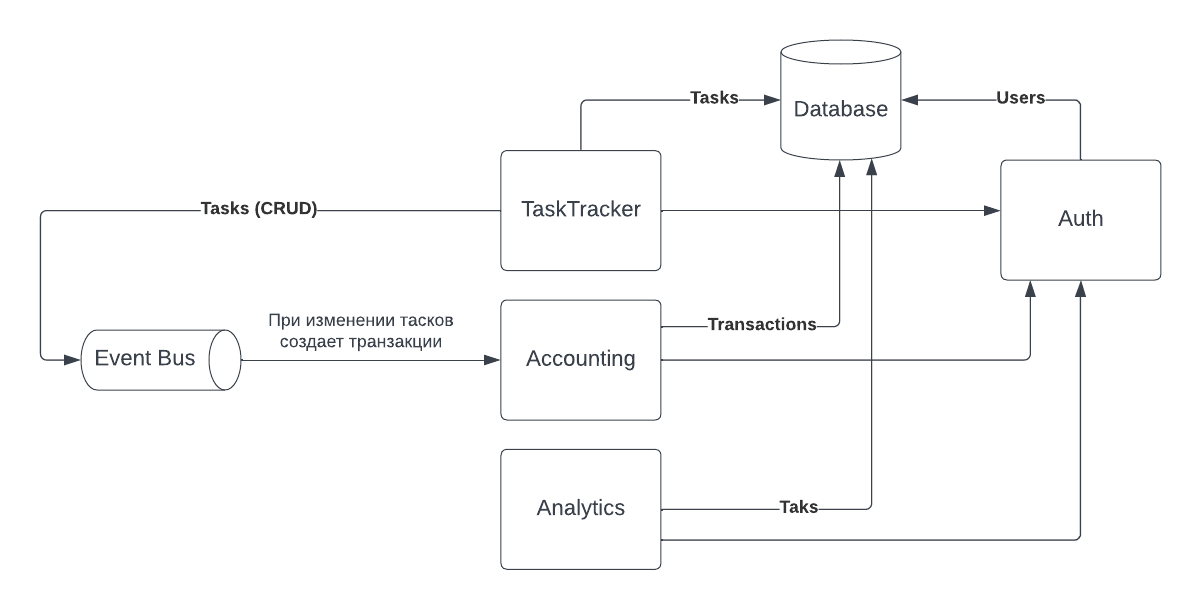 Tasks
Users
Database
Tasks (CRUD)
TaskTracker
Auth
При изменении тасков
создает транзакции
Transactions
Event Bus
Accounting
Analytics
Taks